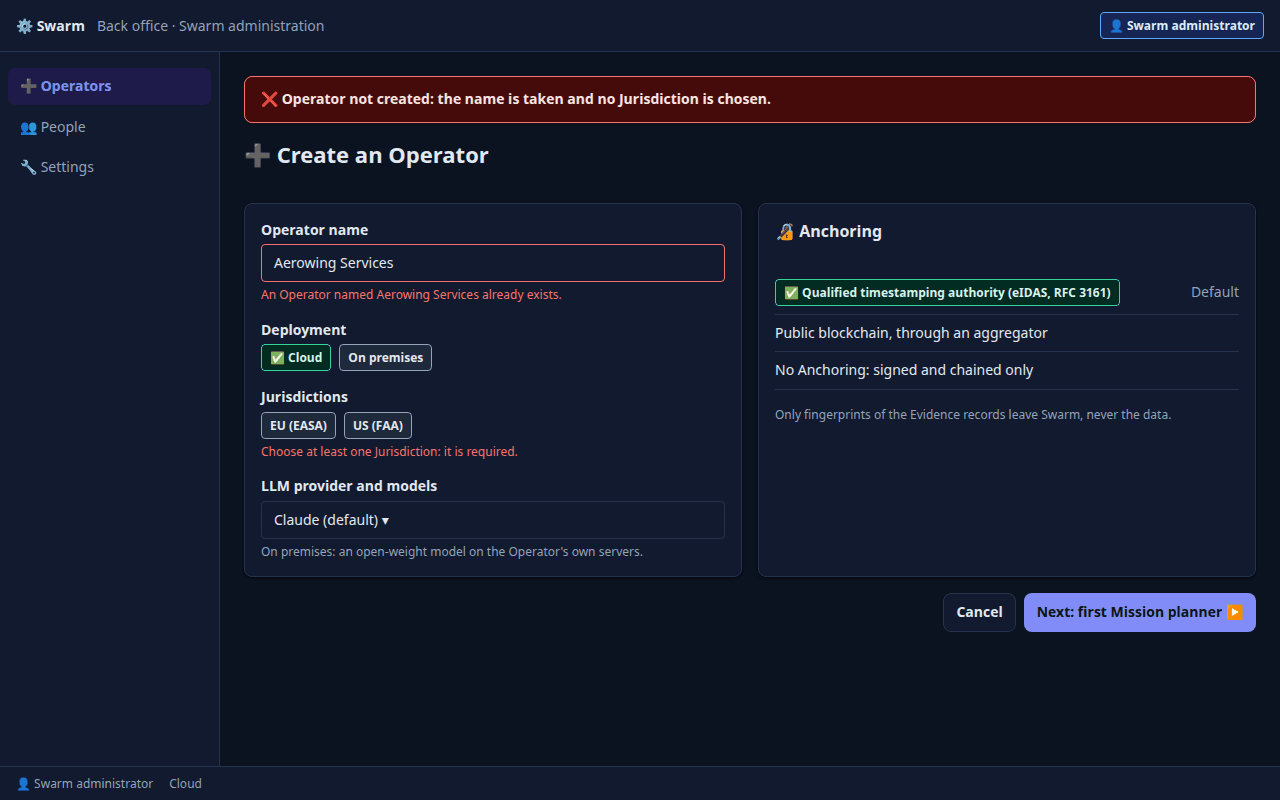 ⚙️ Swarm Back office · Swarm administration
👤 Swarm administrator
➕ Operators
👥 People
🔧 Settings
❌ Operator not created: the name is taken and no Jurisdiction is chosen.
➕ Create an Operator
Operator name
Aerowing Services
An Operator named Aerowing Services already exists.
Deployment
✅ Cloud On premises
Jurisdictions
EU (EASA) US (FAA)
Choose at least one Jurisdiction: it is required.
LLM provider and models
Claude (default) ▾
On premises: an open-weight model on the Operator's own servers.
🔏 Anchoring
✅ Qualified timestamping authority (eIDAS, RFC 3161) Default
Public blockchain, through an aggregator
No Anchoring: signed and chained only
Only fingerprints of the Evidence records leave Swarm, never the data.
Cancel Next: first Mission planner ▶️
👤 Swarm administrator Cloud